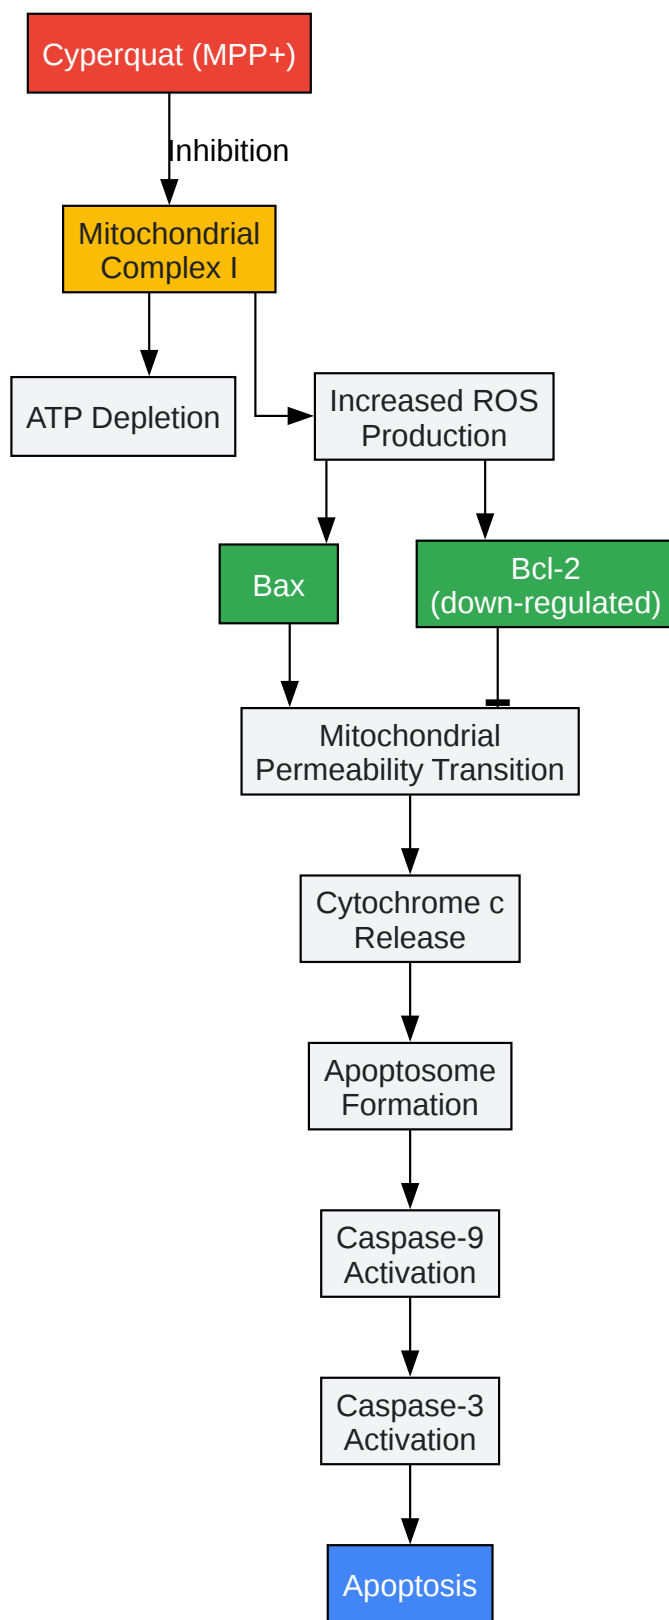 Cyperquat (MPP+)
Inhibition
Mitochondrial
Complex I
ATP Depletion
Increased ROS
Production
Bax
Bcl-2
(down-regulated)
Mitochondrial
Permeability Transition
Cytochrome c
Release
Apoptosome
Formation
Caspase-9
Activation
Caspase-3
Activation
Apoptosis